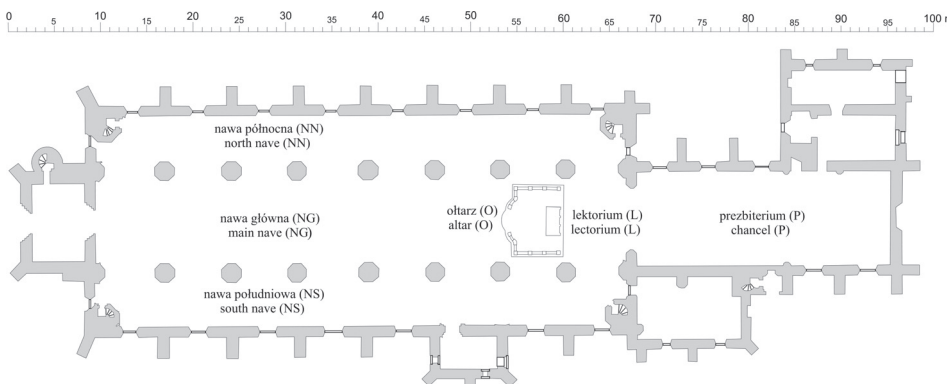 0 5 10 15 20 25 30 35 40 45 50 55 60 65 70 75 80 85 90 95 100 m
nawa północna (NN)
north nave (NN)
nawa główna (NG)
main nave (NG)
ołtarz (O)
altar (O)
lektorium (L)
lectorium (L)
prezbiterium (P)
chancel (P)
nawa południowa (NS)
south nave (NS)